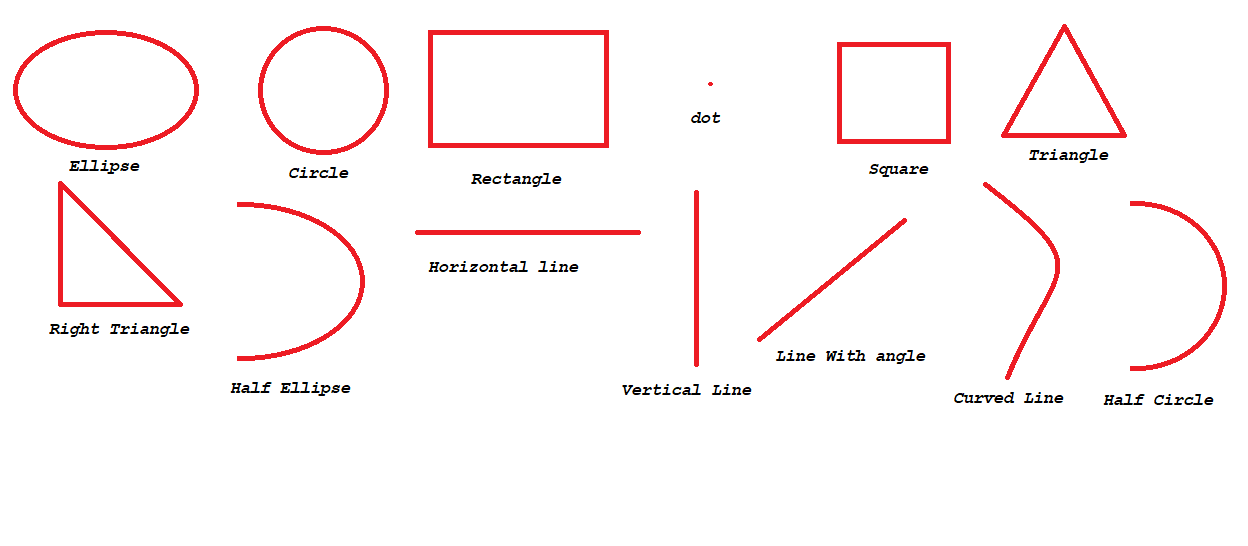 dot
Ellipse
Circle
Rectangle
Square
Triangle
Right Triangle
Half Ellipse
Horizontal line
Vertical Line
Line With angle
Curved Line
Half Circle